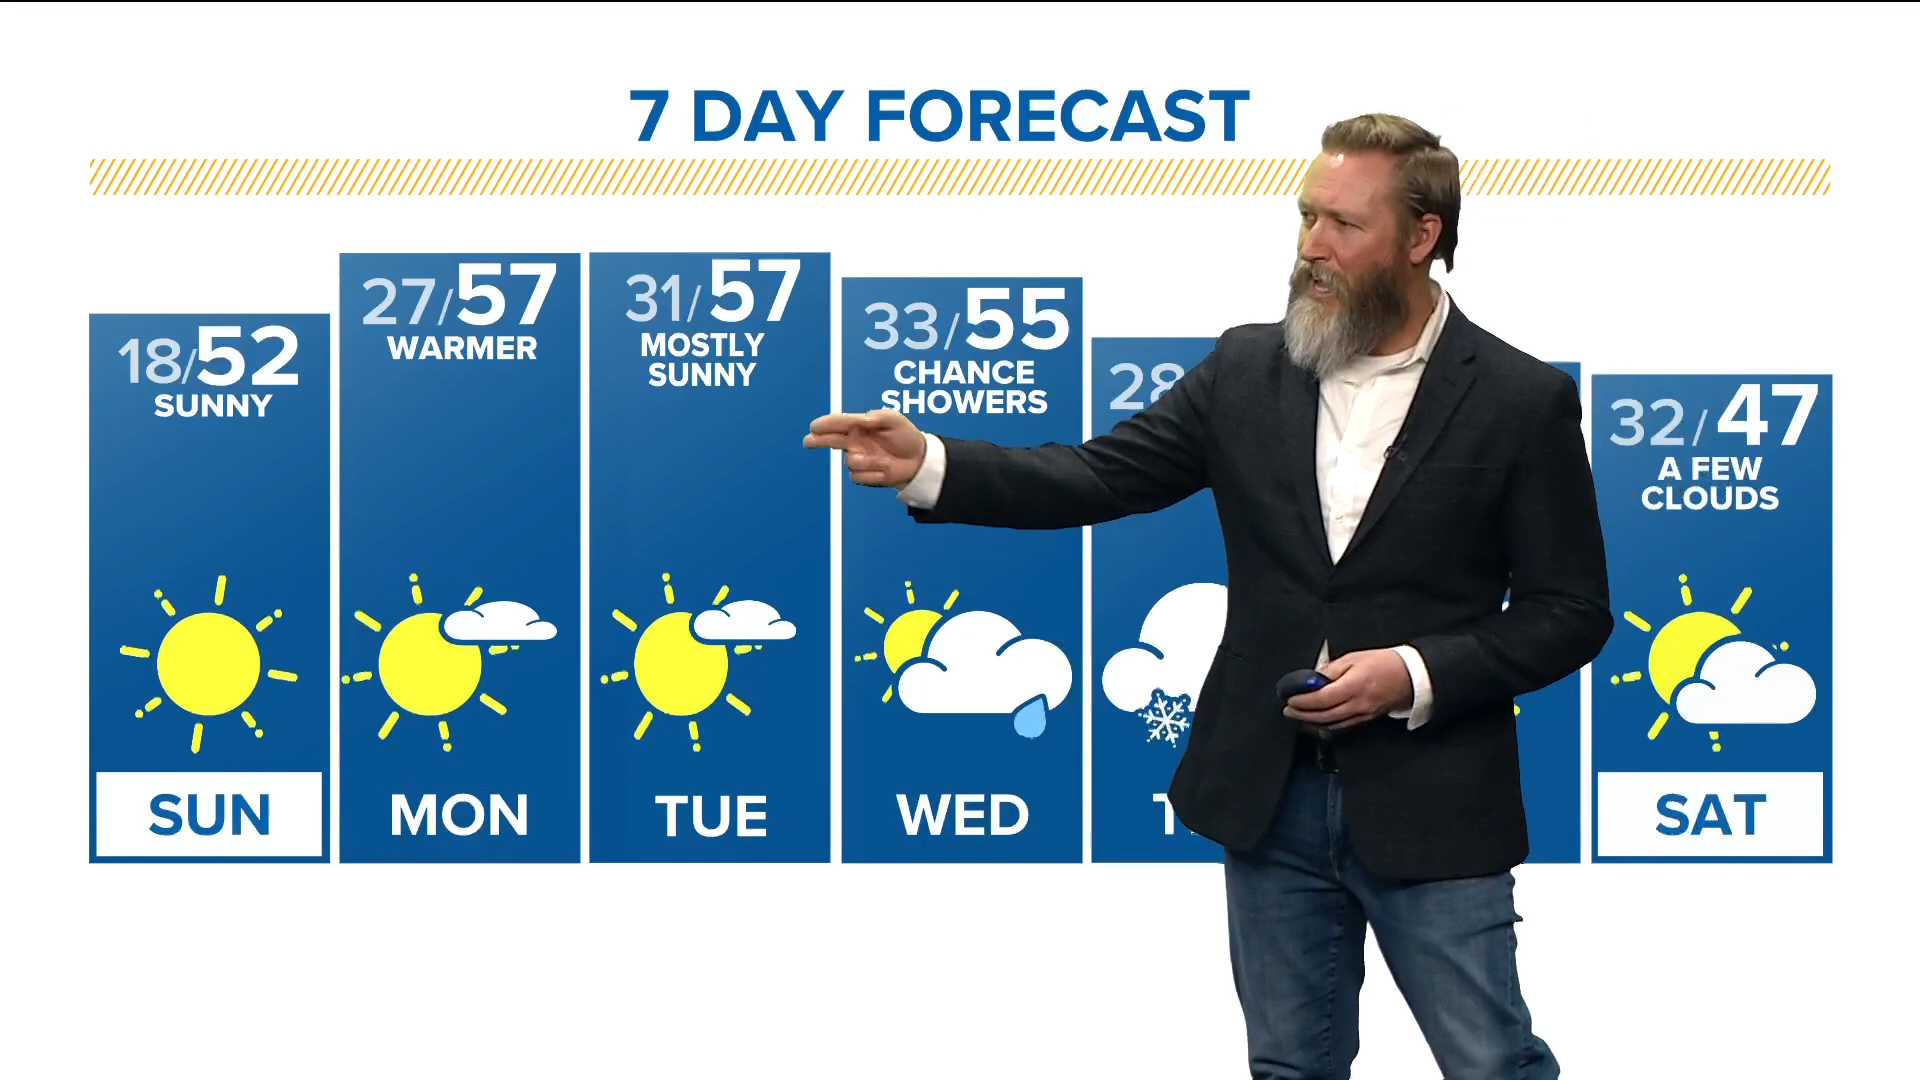 7 DAY FORECAST
18/52
SUNNY
SUN
27/57
WARMER
MON
31/57
MOSTLY
SUNNY
TUE
33/55
CHANCE
SHOWERS
WED
28
T
32/47
A FEW
CLOUDS
SAT